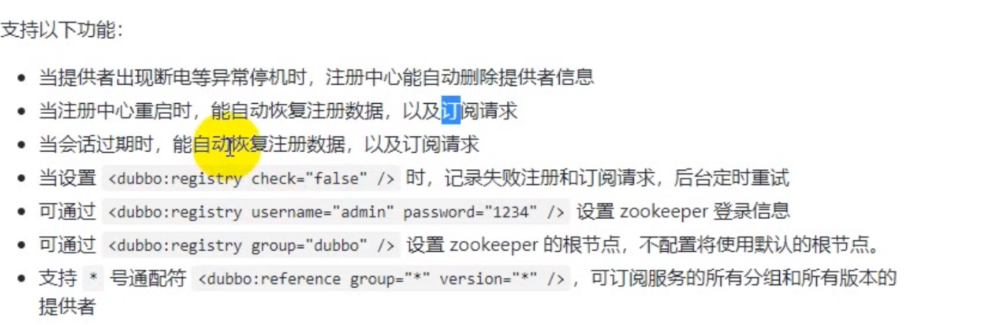 支持以下功能：
当提供者出现断电等异常停机时，注册中心能自动删除提供者信息
当注册中心重启时，能自动恢复注册数据，以及订阅请求
当会话过期时，能自动恢复注册数据，以及订阅请求
当设置 <dubbo:registry check="false" /> 时，记录失败注册和订阅请求，后台定时重试
可通过 <dubbo:registry username="admin" password="1234" /> 设置 zookeeper 登录信息
可通过 <dubbo:registry group="dubbo" /> 设置 zookeeper 的根节点，不配置将使用默认的根节点。
支持 * 号通配符 <dubbo:reference group="*" version="*" />，可订阅服务的所有分组和所有版本的
提供者